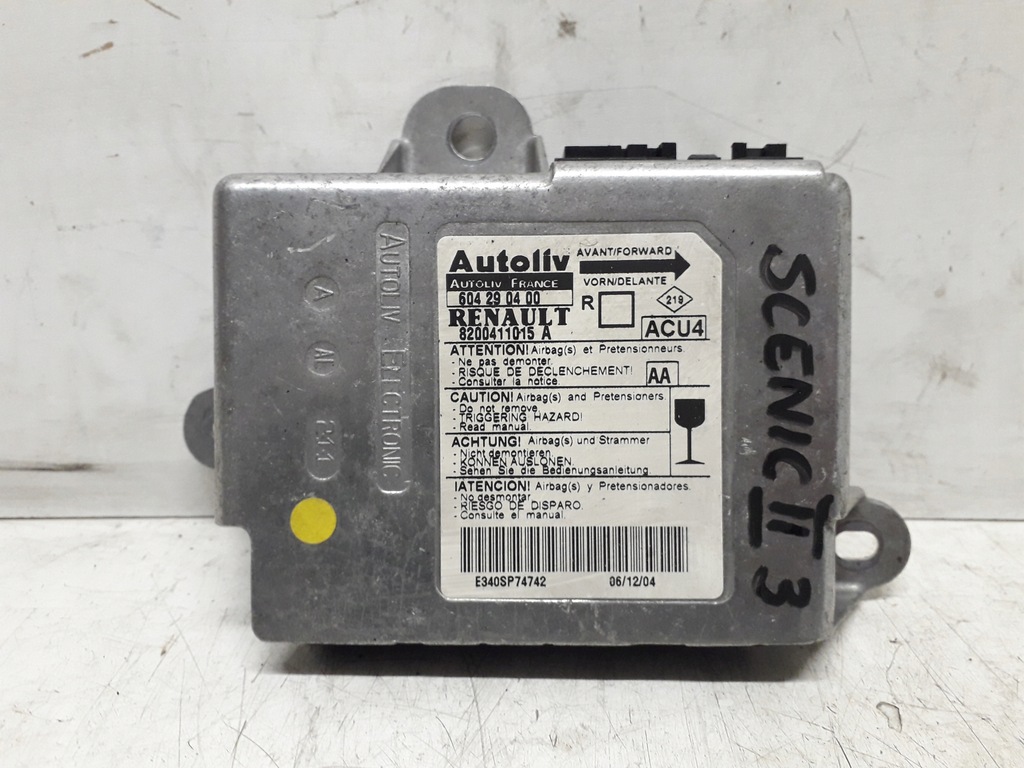 AUTOLIV ELECTRONIC
A
AL
Autoliv
AUTOLIV FRANCE
604 29 04 00
RENAULT
8200411015 A
AVANT/FORWARD
VORN/DELANTE
R
219
ACU4
ATTENTION! Airbag(s) et Pretensionneurs.
- Ne pas demonter.
- RISQUE DE DECLENCHEMENT!
- Consulter la notice.
AA
CAUTION! Airbag(s) and Pretensioners.
- Do not remove.
- TRIGGERING HAZARD!
- Read manual.
ACHTUNG! Airbag(s) und Strammer
- Nicht demontieren.
- KONNEN AUSLONEN.
- Sehen Sie die Bedienungsanleitung
!ATENCION! Airbag(s) y Pretensionadores.
- No desmontar.
- RIESGO DE DISPARO.
- Consulte el manual.
E340SP74742 06/12/04
SCENIC II 3